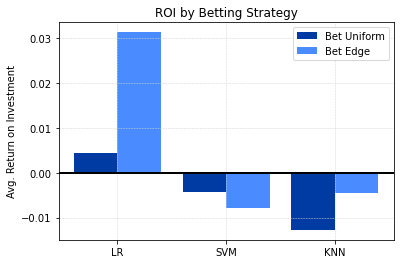 ROI by Betting Strategy
Bet Uniform
Bet Edge
Avg. Return on Investment
0.03
0.02
0.01
0.00
−0.01
LR SVM KNN